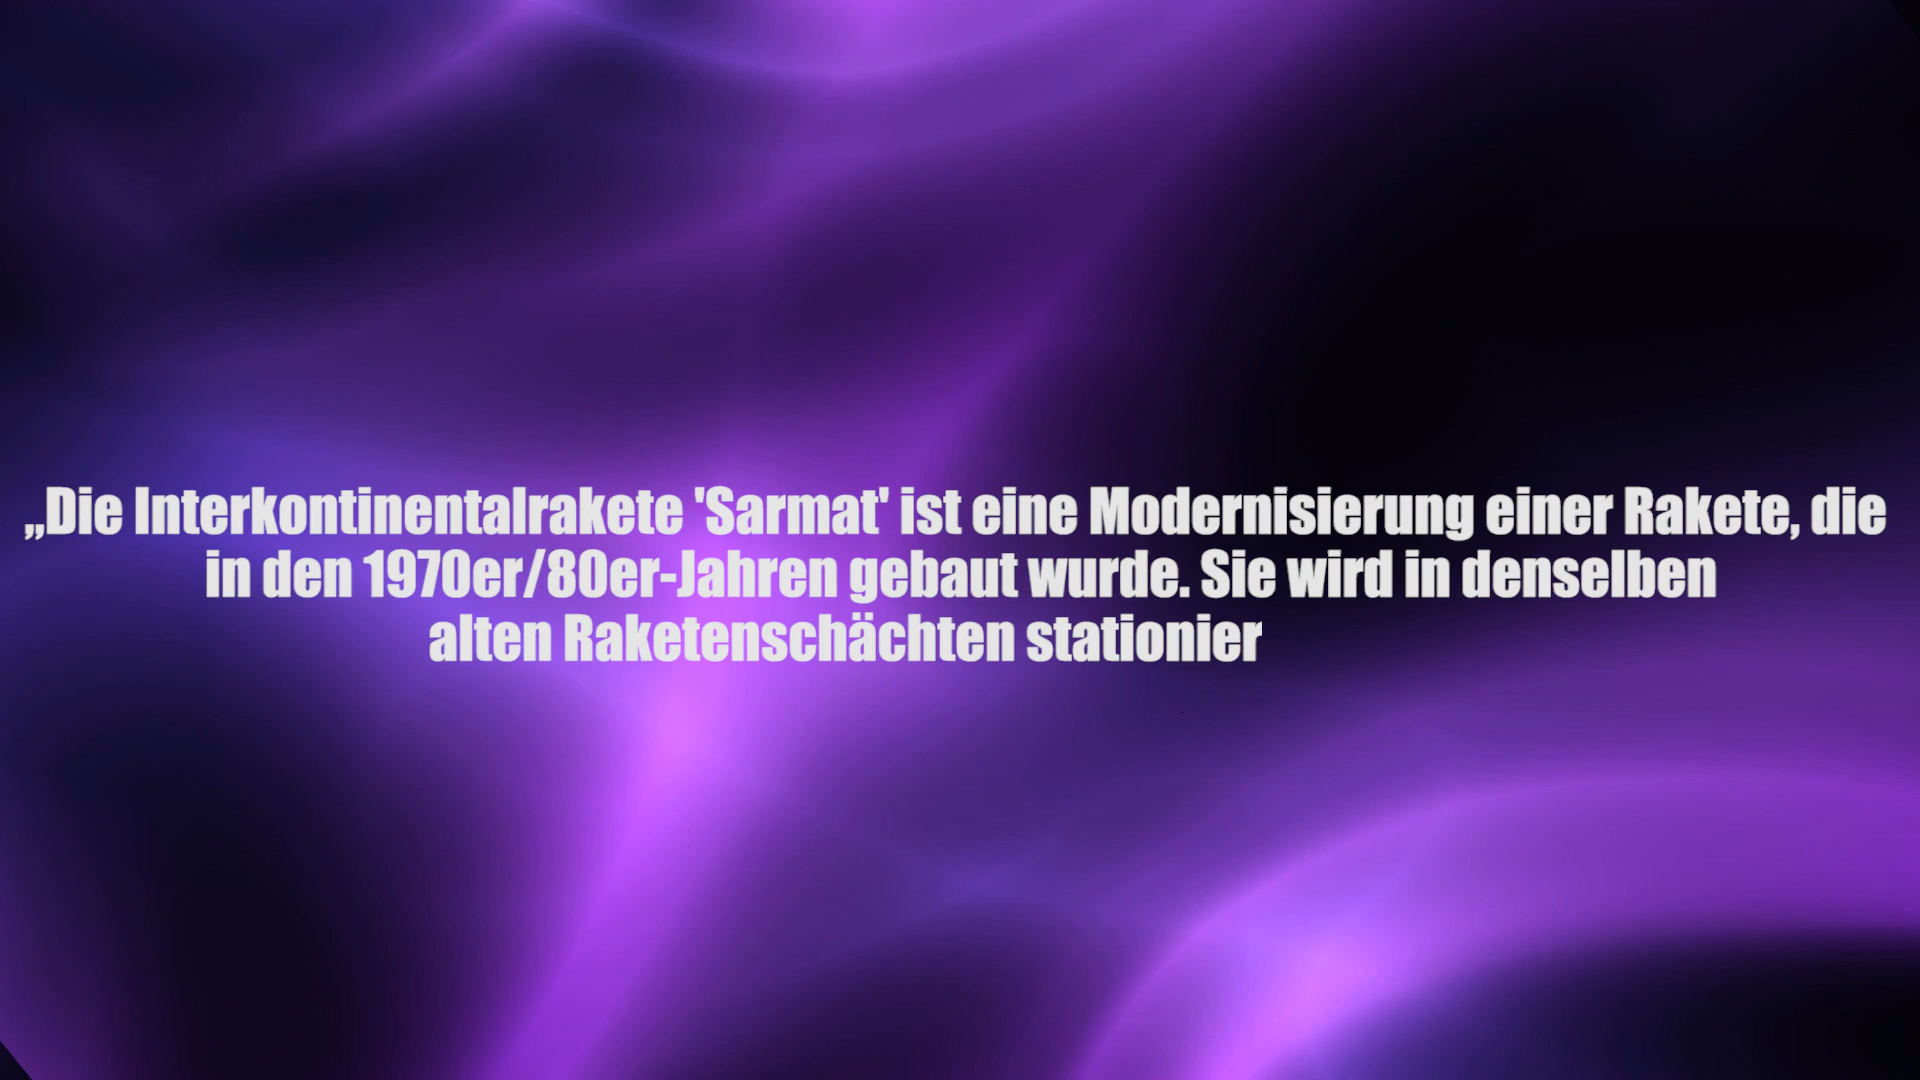 „Die Interkontinentalrakete 'Sarmat' ist eine Modernisierung einer Rakete, die
in den 1970er/80er-Jahren gebaut wurde. Sie wird in denselben
alten Raketenschächten stationier